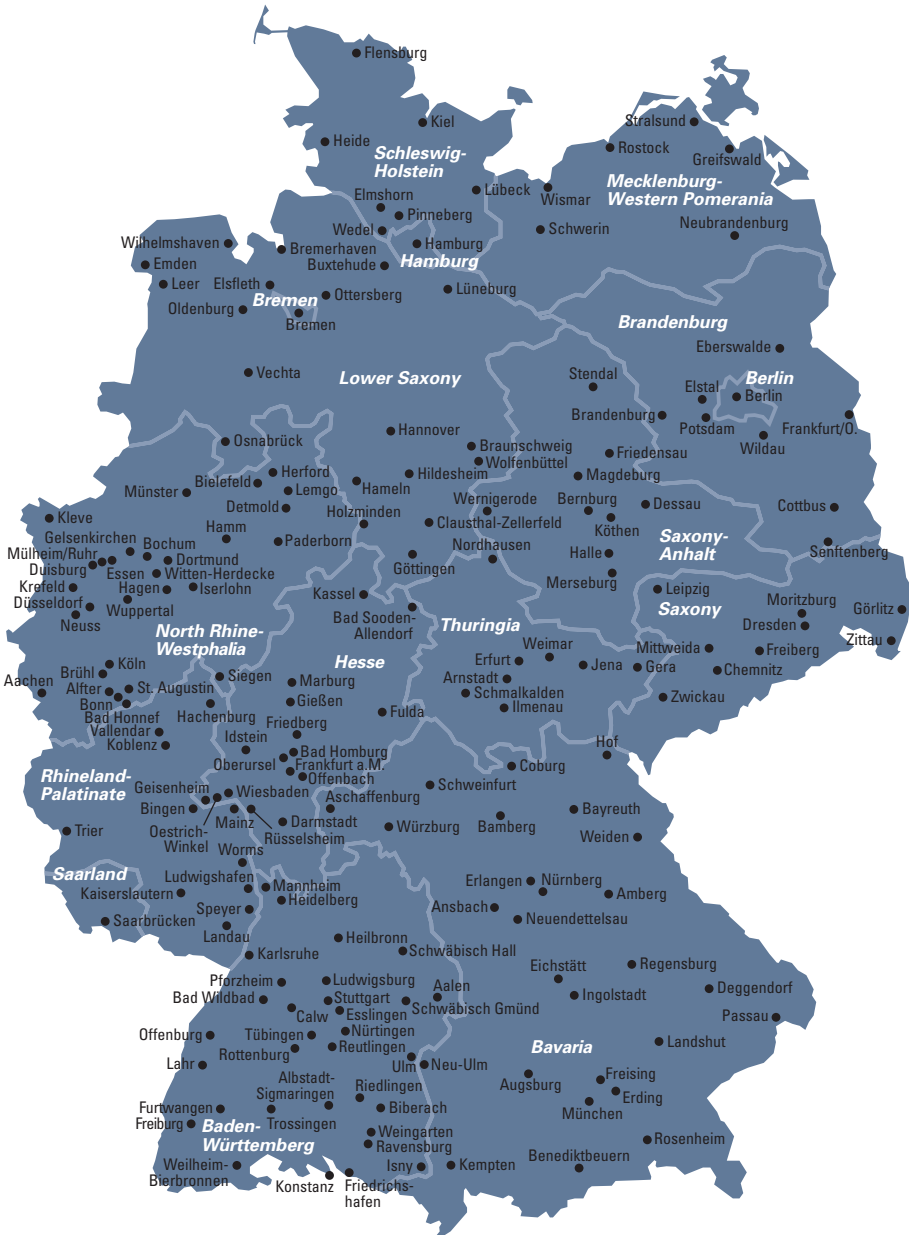 Flensburg
Kiel
Stralsund
Heide
Rostock
Greifswald
Schleswig-
Holstein
Mecklenburg-
Western Pomerania
Lübeck
Wismar
Elmshorn
Pinneberg
Wedel
Schwerin
Neubrandenburg
Wilhelmshaven
Bremerhaven
Hamburg
Hamburg
Emden
Buxtehude
Leer
Elsfleth
Ottersberg
Lüneburg
Bremen
Oldenburg
Bremen
Brandenburg
Eberswalde
Vechta
Lower Saxony
Stendal
Elstal
Berlin
Berlin
Brandenburg
Potsdam
Frankfurt/O.
Wildau
Hannover
Osnabrück
Braunschweig
Wolfenbüttel
Friedensau
Herford
Hildesheim
Magdeburg
Bielefeld
Lemgo
Hameln
Münster
Wernigerode
Bernburg
Dessau
Detmold
Holzminden
Cottbus
Kleve
Clausthal-Zellerfeld
Köthen
Hamm
Gelsenkirchen
Bochum
Paderborn
Nordhausen
Saxony-
Anhalt
Senftenberg
Mülheim/Ruhr
Dortmund
Göttingen
Halle
Duisburg
Essen
Witten-Herdecke
Merseburg
Krefeld
Hagen
Iserlohn
Kassel
Leipzig
Düsseldorf
Wuppertal
Bad Sooden-
Allendorf
Saxony
Moritzburg
Görlitz
Neuss
Dresden
North Rhine-
Westphalia
Thuringia
Zittau
Weimar
Mittweida
Freiberg
Köln
Hesse
Erfurt
Jena
Gera
Chemnitz
Brühl
Siegen
Marburg
Arnstadt
Aachen
Alfter
St. Augustin
Schmalkalden
Zwickau
Bonn
Gießen
Ilmenau
Bad Honnef
Hachenburg
Fulda
Vallendar
Friedberg
Koblenz
Idstein
Hof
Bad Homburg
Oberursel
Frankfurt a.M.
Coburg
Rhineland-
Palatinate
Offenbach
Geisenheim
Wiesbaden
Schweinfurt
Aschaffenburg
Bingen
Mainz
Bayreuth
Oestrich-
Winkel
Rüsselsheim
Darmstadt
Würzburg
Bamberg
Trier
Weiden
Worms
Saarland
Ludwigshafen
Mannheim
Erlangen
Nürnberg
Kaiserslautern
Heidelberg
Amberg
Speyer
Ansbach
Saarbrücken
Neuendettelsau
Landau
Heilbronn
Karlsruhe
Schwäbisch Hall
Eichstätt
Regensburg
Pforzheim
Ludwigsburg
Aalen
Deggendorf
Bad Wildbad
Stuttgart
Ingolstadt
Calw
Esslingen
Schwäbisch Gmünd
Passau
Offenburg
Tübingen
Nürtingen
Rottenburg
Reutlingen
Bavaria
Landshut
Lahr
Ulm
Neu-Ulm
Augsburg
Freising
Albstadt-
Sigmaringen
Riedlingen
Erding
München
Furtwangen
Trossingen
Biberach
Freiburg
Baden-
Württemberg
Weingarten
Ravensburg
Rosenheim
Weilheim-
Bierbronnen
Isny
Kempten
Benediktbeuern
Konstanz
Friedrichs-
hafen